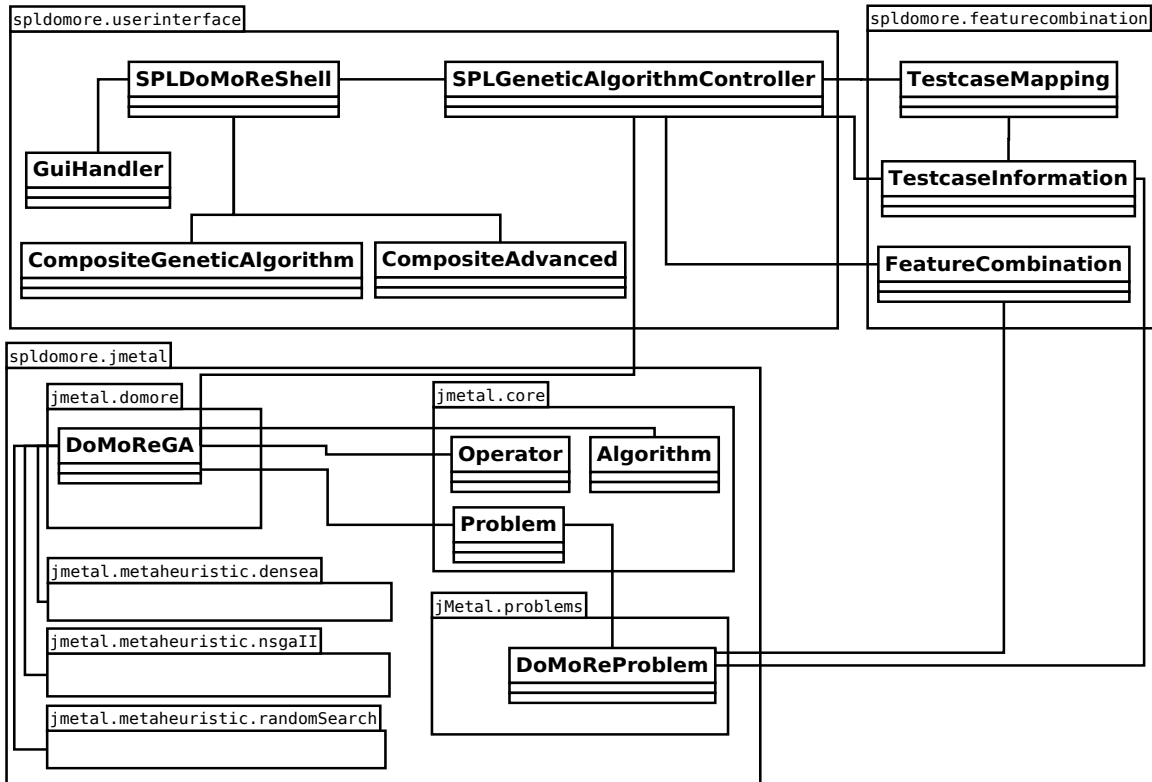 spldomore.userinterface
SPLDoMoReShell
SPLGeneticAlgorithmController
GuiHandler
CompositeGeneticAlgorithm
CompositeAdvanced
spldomore.featurecombination
TestcaseMapping
TestcaseInformation
FeatureCombination
spldomore.jmetal
jmetal.domore
DoMoReGA
jmetal.core
Operator
Algorithm
Problem
jmetal.metaheuristic.densea
jmetal.metaheuristic.nsgaII
jmetal.metaheuristic.randomSearch
jMetal.problems
DoMoReProblem